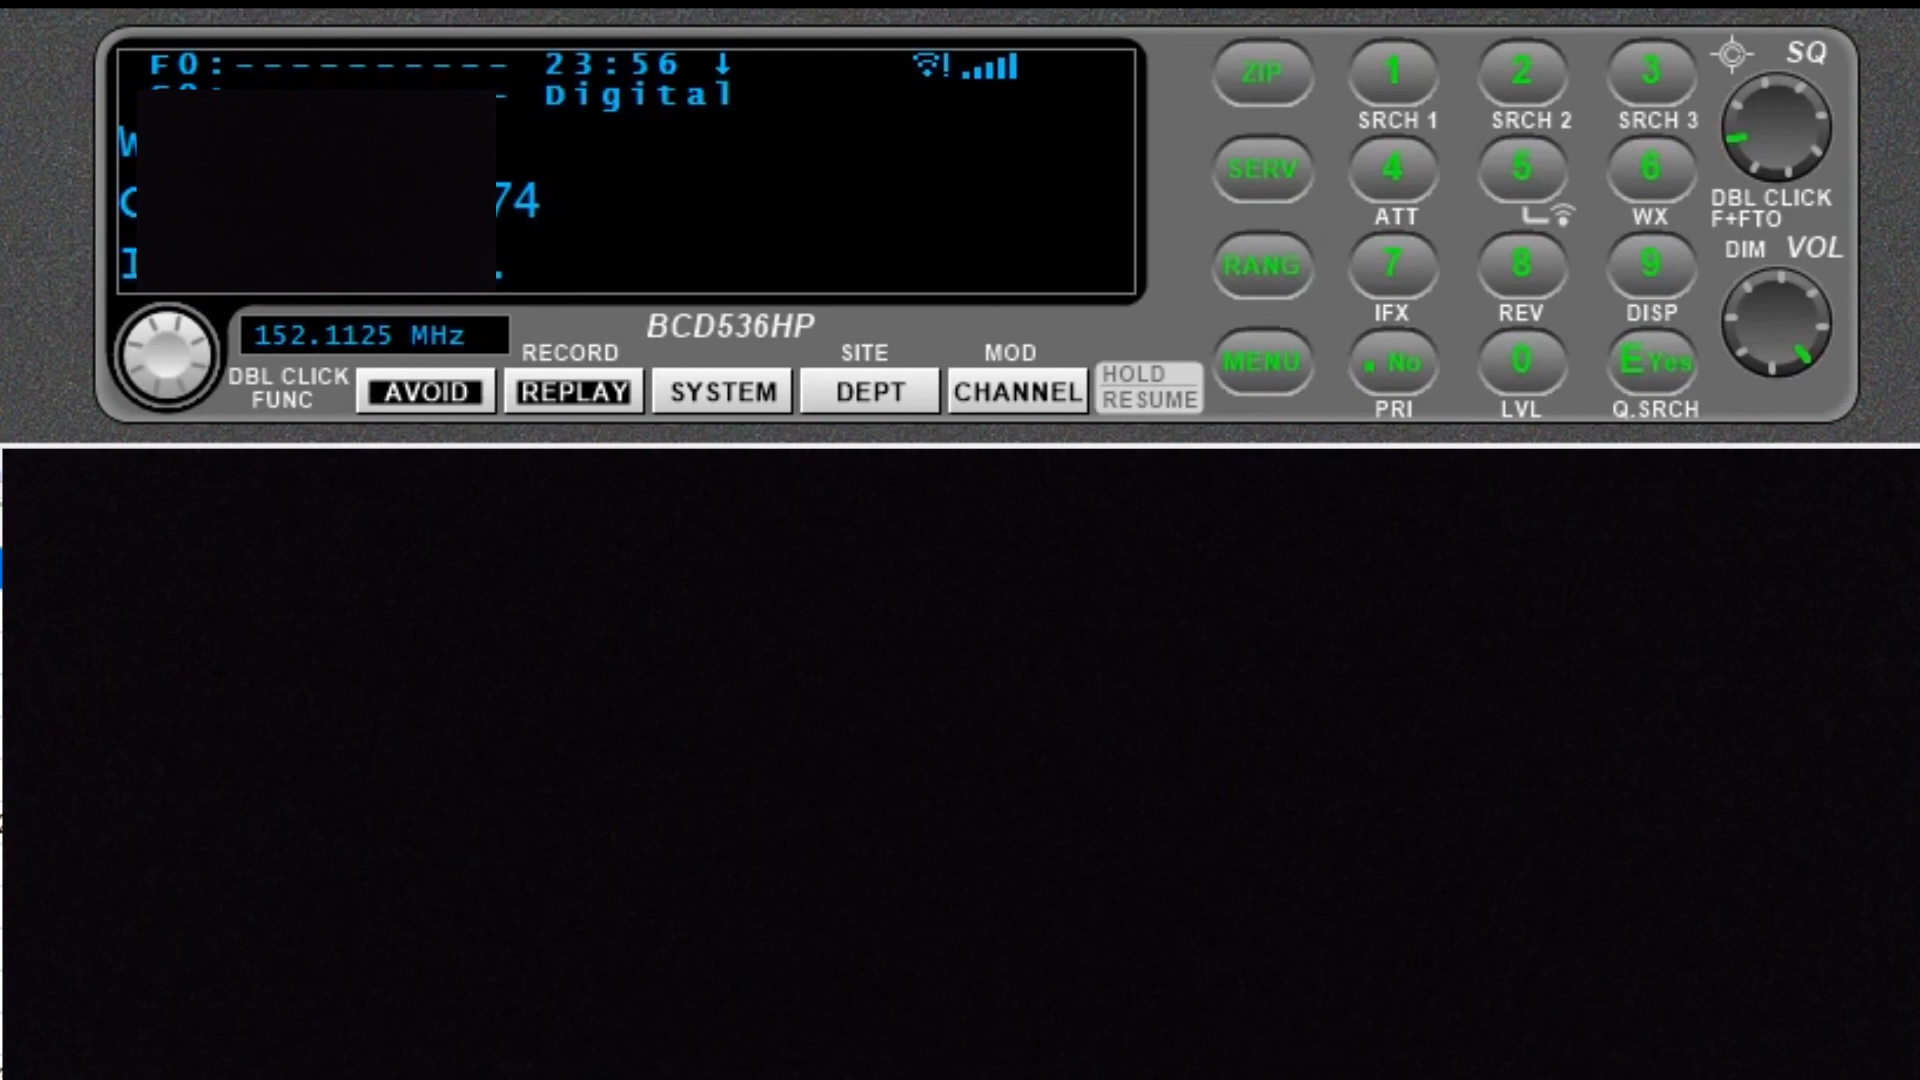 F0:---------- 23:56 ↓
- Digital
W
74
I .
152.1125 MHz
BCD536HP
RECORD SITE MOD
DBL CLICK
FUNC
AVOID REPLAY SYSTEM DEPT CHANNEL
HOLD
RESUME
ZIP 1 2 3
SRCH 1 SRCH 2 SRCH 3
SERV 4 5 6
ATT WX
RANG 7 8 9
IFX REV DISP
MENU . No 0 E Yes
PRI LVL Q.SRCH
SQ
DBL CLICK
F+FTO
DIM VOL